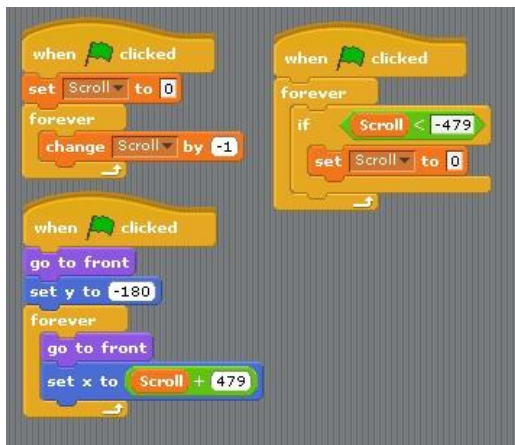 when clicked
set Scroll to 0
forever
change Scroll by -1
when clicked
go to front
set y to -180
forever
go to front
set x to Scroll + 479
when clicked
forever
if Scroll < -479
set Scroll to 0